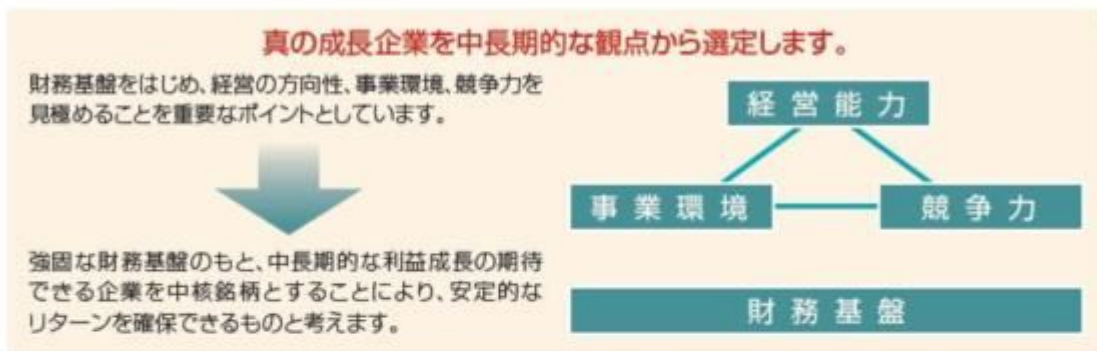 真の成長企業を中長期的な観点から選定します。
財務基盤をはじめ、経営の方向性、事業環境、競争力を
見極めることを重要なポイントとしています。
強固な財務基盤のもと、中長期的な利益成長の期待
できる企業を中核銘柄とすることにより、安定的な
リターンを確保できるものと考えます。
経営能力
事業環境
競争力
財務基盤